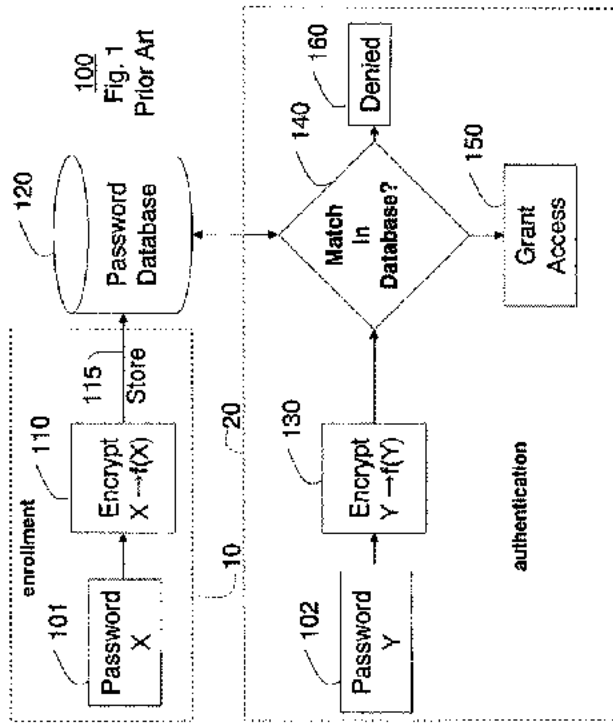 100
Fig. 1
Prior Art
enrollment
101
Password
X
110
Encrypt
X→f(X)
115
Store
120
Password
Database
10
20
102
Password
Y
130
Encrypt
Y→f(Y)
140
Match
In
Database?
160
Denied
150
Grant
Access
authentication